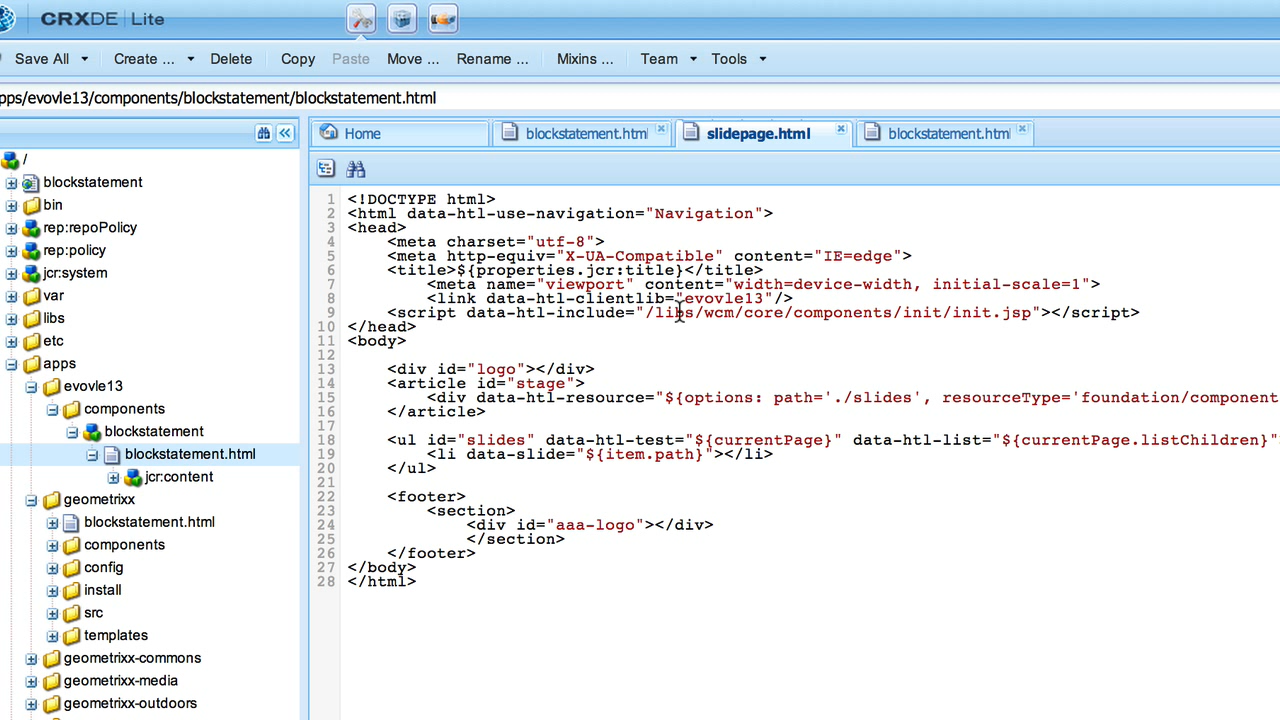 CRXDE | Lite
Save All Create ... Delete Copy Paste Move ... Rename ... Mixins ... Team Tools
pps/evovle13/components/blockstatement/blockstatement.html
Home blockstatement.html slidepage.html blockstatement.html
/
blockstatement
bin
rep:repoPolicy
rep:policy
jcr:system
var
libs
etc
apps
evovle13
components
blockstatement
blockstatement.html
jcr:content
geometrixx
blockstatement.html
components
config
install
src
templates
geometrixx-commons
geometrixx-media
geometrixx-outdoors
1 <!DOCTYPE html>
2 <html data-htl-use-navigation="Navigation">
3 <head>
4 <meta charset="utf-8">
5 <meta http-equiv="X-UA-Compatible" content="IE=edge">
6 <title>${properties.jcr:title}</title>
7 <meta name="viewport" content="width=device-width, initial-scale=1">
8 <link data-htl-clientlib="evovle13"/>
9 <script data-htl-include="/libs/wcm/core/components/init/init.jsp"></script>
10 </head>
11 <body>
12
13 <div id="logo"></div>
14 <article id="stage">
15 <div data-htl-resource="${options: path='./slides', resourceType='foundation/component
16 </article>
17
18 <ul id="slides" data-htl-test="${currentPage}" data-htl-list="${currentPage.listChildren}"
19 <li data-slide="${item.path}"></li>
20 </ul>
21
22 <footer>
23 <section>
24 <div id="aaa-logo"></div>
25 </section>
26 </footer>
27 </body>
28 </html>